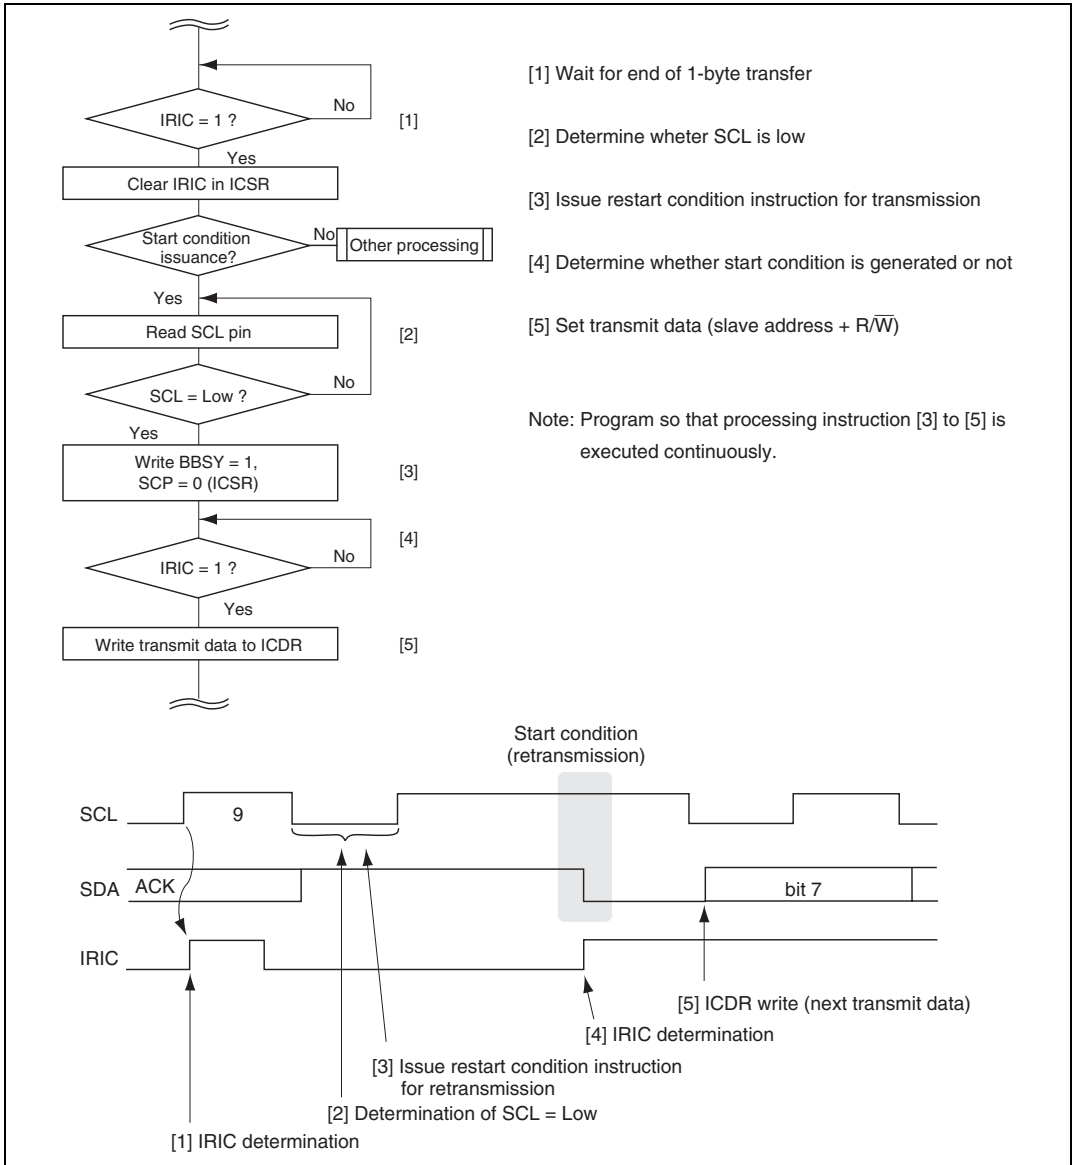 IRIC = 1 ?
No
[1]
Yes
Clear IRIC in ICSR
Start condition
issuance?
No
Other processing
Yes
Read SCL pin
[2]
SCL = Low ?
No
Yes
Write BBSY = 1,
SCP = 0 (ICSR)
[3]
[4]
IRIC = 1 ?
No
Yes
Write transmit data to ICDR
[5]
[1] Wait for end of 1-byte transfer
[2] Determine wheter SCL is low
[3] Issue restart condition instruction for transmission
[4] Determine whether start condition is generated or not
[5] Set transmit data (slave address + R/W̅)
Note: Program so that processing instruction [3] to [5] is
executed continuously.
Start condition
(retransmission)
SCL
9
SDA
ACK
bit 7
IRIC
[5] ICDR write (next transmit data)
[4] IRIC determination
[3] Issue restart condition instruction
for retransmission
[2] Determination of SCL = Low
[1] IRIC determination